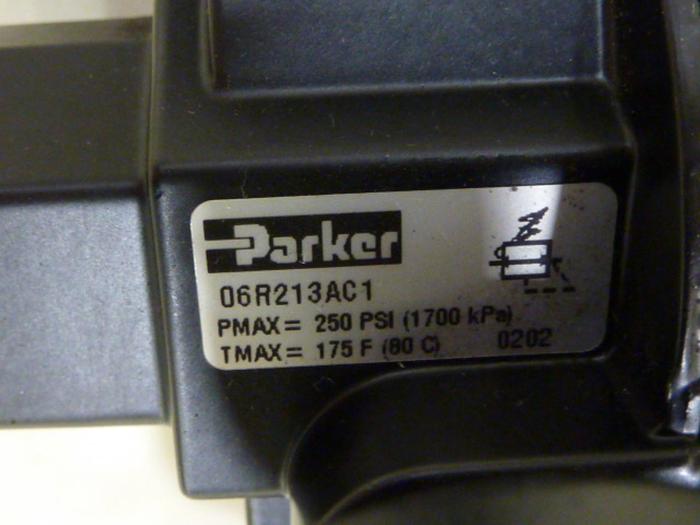 Parker
06R213AC1
PMAX= 250 PSI (1700 kPa)
TMAX= 175 F (80 C) 0202